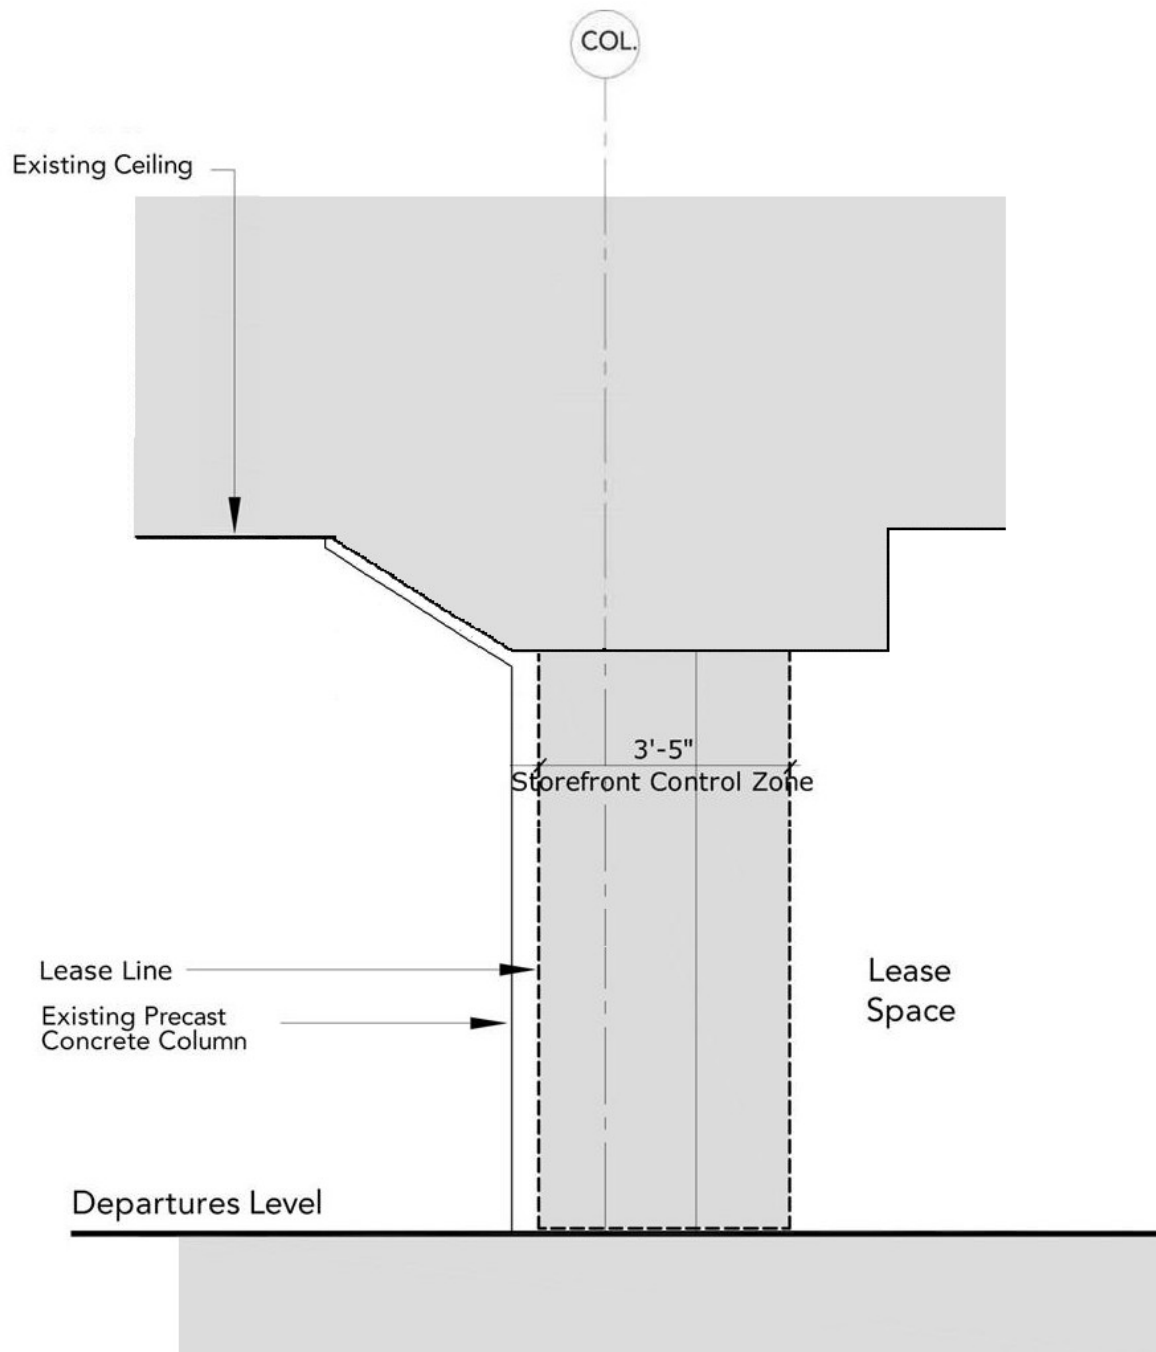 COL.
Existing Ceiling
3'-5"
Storefront Control Zone
Lease Line
Lease
Space
Existing Precast
Concrete Column
Departures Level